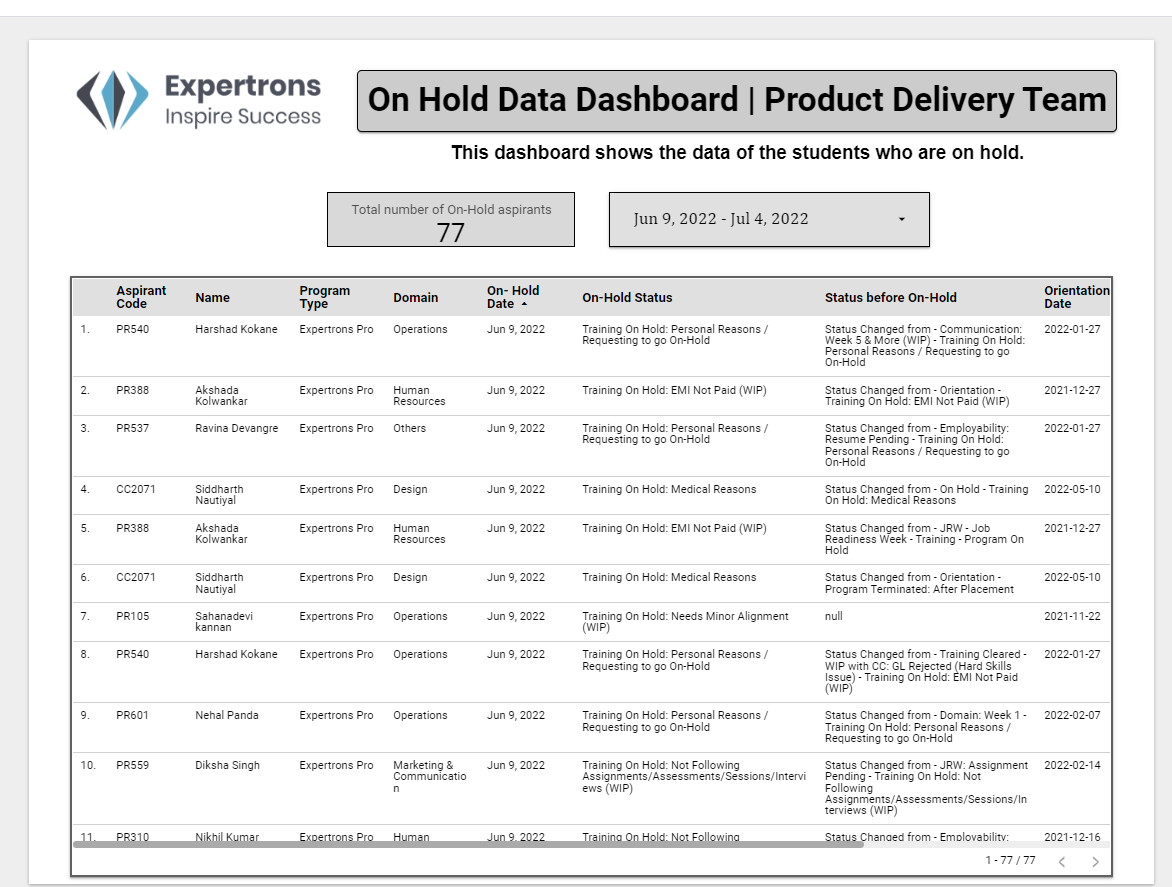 Expertrons
Inspire Success
On Hold Data Dashboard | Product Delivery Team
This dashboard shows the data of the students who are on hold.
Total number of On-Hold aspirants
77
Jun 9, 2022 - Jul 4, 2022
Aspirant Code Name Program Type Domain On- Hold Date On-Hold Status Status before On-Hold Orientation Date
1. PR540 Harshad Kokane Expertrons Pro Operations Jun 9, 2022 Training On Hold: Personal Reasons / Requesting to go On-Hold Status Changed from - Communication: Week 5 & More (WIP) - Training On Hold: Personal Reasons / Requesting to go On-Hold 2022-01-27
2. PR388 Akshada Kolwankar Expertrons Pro Human Resources Jun 9, 2022 Training On Hold: EMI Not Paid (WIP) Status Changed from - Orientation - Training On Hold: EMI Not Paid (WIP) 2021-12-27
3. PR537 Ravina Devangre Expertrons Pro Others Jun 9, 2022 Training On Hold: Personal Reasons / Requesting to go On-Hold Status Changed from - Employability: Resume Pending - Training On Hold: Personal Reasons / Requesting to go On-Hold 2022-01-27
4. CC2071 Siddharth Nautiyal Expertrons Pro Design Jun 9, 2022 Training On Hold: Medical Reasons Status Changed from - On Hold - Training On Hold: Medical Reasons 2022-05-10
5. PR388 Akshada Kolwankar Expertrons Pro Human Resources Jun 9, 2022 Training On Hold: EMI Not Paid (WIP) Status Changed from - JRW - Job Readiness Week - Training - Program On Hold 2021-12-27
6. CC2071 Siddharth Nautiyal Expertrons Pro Design Jun 9, 2022 Training On Hold: Medical Reasons Status Changed from - Orientation - Program Terminated: After Placement 2022-05-10
7. PR105 Sahanadevi kannan Expertrons Pro Operations Jun 9, 2022 Training On Hold: Needs Minor Alignment (WIP) null 2021-11-22
8. PR540 Harshad Kokane Expertrons Pro Operations Jun 9, 2022 Training On Hold: Personal Reasons / Requesting to go On-Hold Status Changed from - Training Cleared - WIP with CC: GL Rejected (Hard Skills Issue) - Training On Hold: EMI Not Paid (WIP) 2022-01-27
9. PR601 Nehal Panda Expertrons Pro Operations Jun 9, 2022 Training On Hold: Personal Reasons / Requesting to go On-Hold Status Changed from - Domain: Week 1 - Training On Hold: Personal Reasons / Requesting to go On-Hold 2022-02-07
10. PR559 Diksha Singh Expertrons Pro Marketing & Communication Jun 9, 2022 Training On Hold: Not Following Assignments/Assessments/Sessions/Interviews (WIP) Status Changed from - JRW: Assignment Pending - Training On Hold: Not Following Assignments/Assessments/Sessions/Interviews (WIP) 2022-02-14
11. PR310 Nikhil Kumar Expertrons Pro Human Jun 9, 2022 Training On Hold: Not Following Status Changed from - Employability: 2021-12-16
1 - 77 / 77